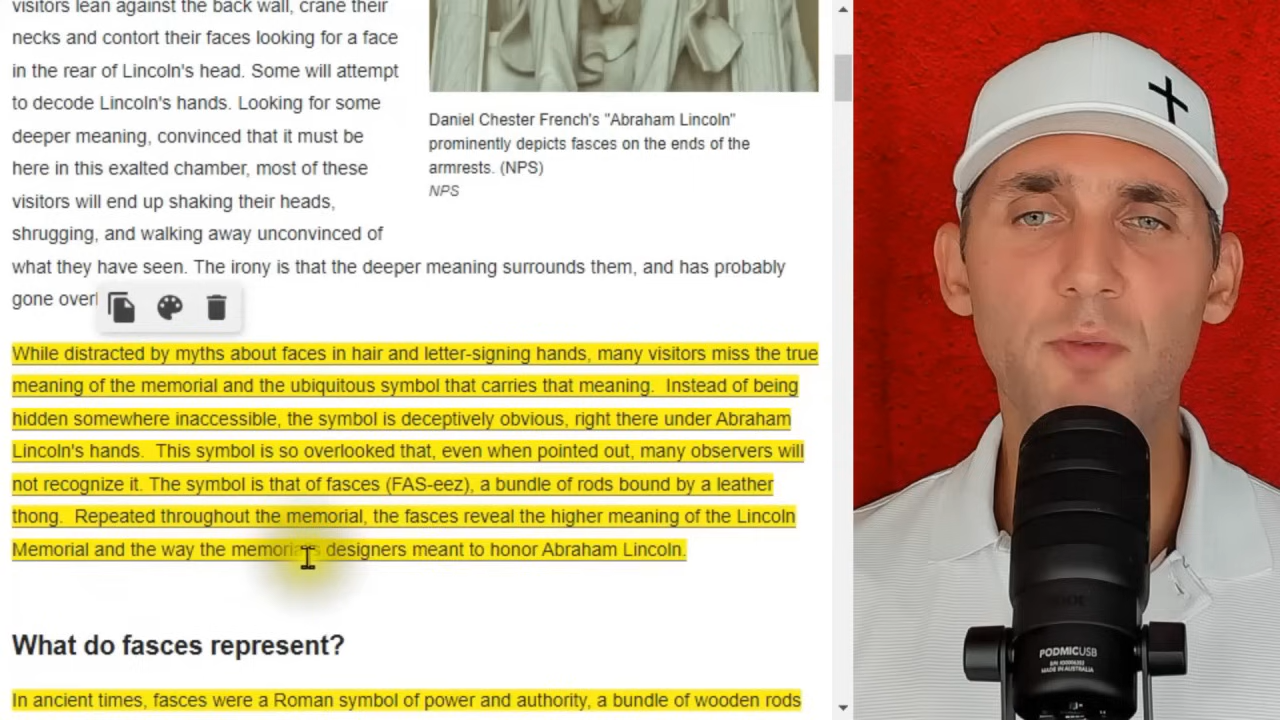 visitors lean against the back wall, crane their
necks and contort their faces looking for a face
in the rear of Lincoln's head. Some will attempt
to decode Lincoln's hands. Looking for some
deeper meaning, convinced that it must be
here in this exalted chamber, most of these
visitors will end up shaking their heads,
shrugging, and walking away unconvinced of
what they have seen. The irony is that the deeper meaning surrounds them, and has probably
gone
Daniel Chester French's "Abraham Lincoln"
prominently depicts fasces on the ends of the
armrests. (NPS)
NPS
While distracted by myths about faces in hair and letter-signing hands, many visitors miss the true
meaning of the memorial and the ubiquitous symbol that carries that meaning. Instead of being
hidden somewhere inaccessible, the symbol is deceptively obvious, right there under Abraham
Lincoln's hands. This symbol is so overlooked that, even when pointed out, many observers will
not recognize it. The symbol is that of fasces (FAS-eez), a bundle of rods bound by a leather
thong. Repeated throughout the memorial, the fasces reveal the higher meaning of the Lincoln
Memorial and the way the memorial's designers meant to honor Abraham Lincoln.
What do fasces represent?
In ancient times, fasces were a Roman symbol of power and authority, a bundle of wooden rods
PODMICUSB
MADE IN AUSTRALIA